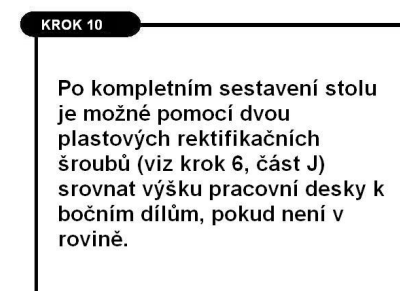 KROK 10
Po kompletním sestavení stolu
je možné pomocí dvou
plastových rektifikačních
šroubů (viz krok 6, část J)
srovnat výšku pracovní desky k
bočním dílům, pokud není v
rovině.